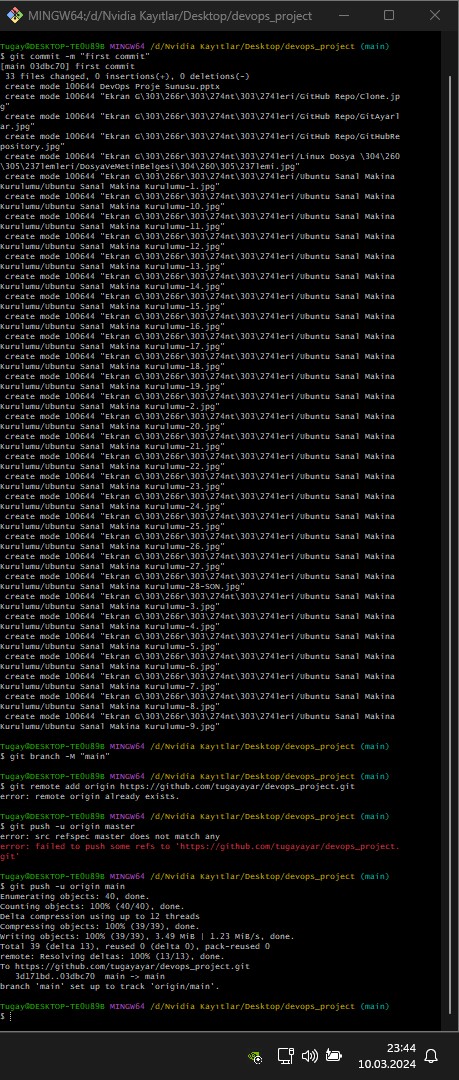 MINGW64:/d/Nvidia Kayıtlar/Desktop/devops_project
Tugay@DESKTOP-TE0U89B MINGW64 /d/Nvidia Kayıtlar/Desktop/devops_project (main)
$ git commit -m "first commit"
[main 03dbc70] first commit
 33 files changed, 0 insertions(+), 0 deletions(-)
 create mode 100644 DevOps Proje Sunusu.pptx
 create mode 100644 "Ekran G\303\266r\303\274nt\303\274leri/GitHub Repo/Clone.jp
g"
 create mode 100644 "Ekran G\303\266r\303\274nt\303\274leri/GitHub Repo/GitAyarl
ar.jpg"
 create mode 100644 "Ekran G\303\266r\303\274nt\303\274leri/GitHub Repo/GitHubRe
pository.jpg"
 create mode 100644 "Ekran G\303\266r\303\274nt\303\274leri/Linux Dosya \304\260
\305\237lemleri/DosyaveMetinBelgesi\304\260\305\237lemi.jpg"
 create mode 100644 "Ekran G\303\266r\303\274nt\303\274leri/Ubuntu Sanal Makina
Kurulumu/Ubuntu Sanal Makina Kurulumu-1.jpg"
 create mode 100644 "Ekran G\303\266r\303\274nt\303\274leri/Ubuntu Sanal Makina
Kurulumu/Ubuntu Sanal Makina Kurulumu-10.jpg"
 create mode 100644 "Ekran G\303\266r\303\274nt\303\274leri/Ubuntu Sanal Makina
Kurulumu/Ubuntu Sanal Makina Kurulumu-11.jpg"
 create mode 100644 "Ekran G\303\266r\303\274nt\303\274leri/Ubuntu Sanal Makina
Kurulumu/Ubuntu Sanal Makina Kurulumu-12.jpg"
 create mode 100644 "Ekran G\303\266r\303\274nt\303\274leri/Ubuntu Sanal Makina
Kurulumu/Ubuntu Sanal Makina Kurulumu-13.jpg"
 create mode 100644 "Ekran G\303\266r\303\274nt\303\274leri/Ubuntu Sanal Makina
Kurulumu/Ubuntu Sanal Makina Kurulumu-14.jpg"
 create mode 100644 "Ekran G\303\266r\303\274nt\303\274leri/Ubuntu Sanal Makina
Kurulumu/Ubuntu Sanal Makina Kurulumu-15.jpg"
 create mode 100644 "Ekran G\303\266r\303\274nt\303\274leri/Ubuntu Sanal Makina
Kurulumu/Ubuntu Sanal Makina Kurulumu-16.jpg"
 create mode 100644 "Ekran G\303\266r\303\274nt\303\274leri/Ubuntu Sanal Makina
Kurulumu/Ubuntu Sanal Makina Kurulumu-17.jpg"
 create mode 100644 "Ekran G\303\266r\303\274nt\303\274leri/Ubuntu Sanal Makina
Kurulumu/Ubuntu Sanal Makina Kurulumu-18.jpg"
 create mode 100644 "Ekran G\303\266r\303\274nt\303\274leri/Ubuntu Sanal Makina
Kurulumu/Ubuntu Sanal Makina Kurulumu-19.jpg"
 create mode 100644 "Ekran G\303\266r\303\274nt\303\274leri/Ubuntu Sanal Makina
Kurulumu/Ubuntu Sanal Makina Kurulumu-2.jpg"
 create mode 100644 "Ekran G\303\266r\303\274nt\303\274leri/Ubuntu Sanal Makina
Kurulumu/Ubuntu Sanal Makina Kurulumu-20.jpg"
 create mode 100644 "Ekran G\303\266r\303\274nt\303\274leri/Ubuntu Sanal Makina
Kurulumu/Ubuntu Sanal Makina Kurulumu-21.jpg"
 create mode 100644 "Ekran G\303\266r\303\274nt\303\274leri/Ubuntu Sanal Makina
Kurulumu/Ubuntu Sanal Makina Kurulumu-22.jpg"
 create mode 100644 "Ekran G\303\266r\303\274nt\303\274leri/Ubuntu Sanal Makina
Kurulumu/Ubuntu Sanal Makina Kurulumu-23.jpg"
 create mode 100644 "Ekran G\303\266r\303\274nt\303\274leri/Ubuntu Sanal Makina
Kurulumu/Ubuntu Sanal Makina Kurulumu-24.jpg"
 create mode 100644 "Ekran G\303\266r\303\274nt\303\274leri/Ubuntu Sanal Makina
Kurulumu/Ubuntu Sanal Makina Kurulumu-25.jpg"
 create mode 100644 "Ekran G\303\266r\303\274nt\303\274leri/Ubuntu Sanal Makina
Kurulumu/Ubuntu Sanal Makina Kurulumu-26.jpg"
 create mode 100644 "Ekran G\303\266r\303\274nt\303\274leri/Ubuntu Sanal Makina
Kurulumu/Ubuntu Sanal Makina Kurulumu-27.jpg"
 create mode 100644 "Ekran G\303\266r\303\274nt\303\274leri/Ubuntu Sanal Makina
Kurulumu/Ubuntu Sanal Makina Kurulumu-28-SON.jpg"
 create mode 100644 "Ekran G\303\266r\303\274nt\303\274leri/Ubuntu Sanal Makina
Kurulumu/Ubuntu Sanal Makina Kurulumu-3.jpg"
 create mode 100644 "Ekran G\303\266r\303\274nt\303\274leri/Ubuntu Sanal Makina
Kurulumu/Ubuntu Sanal Makina Kurulumu-4.jpg"
 create mode 100644 "Ekran G\303\266r\303\274nt\303\274leri/Ubuntu Sanal Makina
Kurulumu/Ubuntu Sanal Makina Kurulumu-5.jpg"
 create mode 100644 "Ekran G\303\266r\303\274nt\303\274leri/Ubuntu Sanal Makina
Kurulumu/Ubuntu Sanal Makina Kurulumu-6.jpg"
 create mode 100644 "Ekran G\303\266r\303\274nt\303\274leri/Ubuntu Sanal Makina
Kurulumu/Ubuntu Sanal Makina Kurulumu-7.jpg"
 create mode 100644 "Ekran G\303\266r\303\274nt\303\274leri/Ubuntu Sanal Makina
Kurulumu/Ubuntu Sanal Makina Kurulumu-8.jpg"
 create mode 100644 "Ekran G\303\266r\303\274nt\303\274leri/Ubuntu Sanal Makina
Kurulumu/Ubuntu Sanal Makina Kurulumu-9.jpg"
Tugay@DESKTOP-TE0U89B MINGW64 /d/Nvidia Kayıtlar/Desktop/devops_project (main)
$ git branch -M "main"
Tugay@DESKTOP-TE0U89B MINGW64 /d/Nvidia Kayıtlar/Desktop/devops_project (main)
$ git remote add origin https://github.com/tugayayar/devops_project.git
error: remote origin already exists.
Tugay@DESKTOP-TE0U89B MINGW64 /d/Nvidia Kayıtlar/Desktop/devops_project (main)
$ git push -u origin master
error: src refspec master does not match any
error: failed to push some refs to 'https://github.com/tugayayar/devops_project.
git'
Tugay@DESKTOP-TE0U89B MINGW64 /d/Nvidia Kayıtlar/Desktop/devops_project (main)
$ git push -u origin main
Enumerating objects: 40, done.
Counting objects: 100% (40/40), done.
Delta compression using up to 12 threads
Compressing objects: 100% (39/39), done.
Writing objects: 100% (39/39), 3.49 MiB | 1.23 MiB/s, done.
Total 39 (delta 13), reused 0 (delta 0), pack-reused 0
remote: Resolving deltas: 100% (13/13), done.
To https://github.com/tugayayar/devops_project.git
   3d171bd..03dbc70  main -> main
branch 'main' set up to track 'origin/main'.
Tugay@DESKTOP-TE0U89B MINGW64 /d/Nvidia Kayıtlar/Desktop/devops_project (main)
$
23:44
10.03.2024